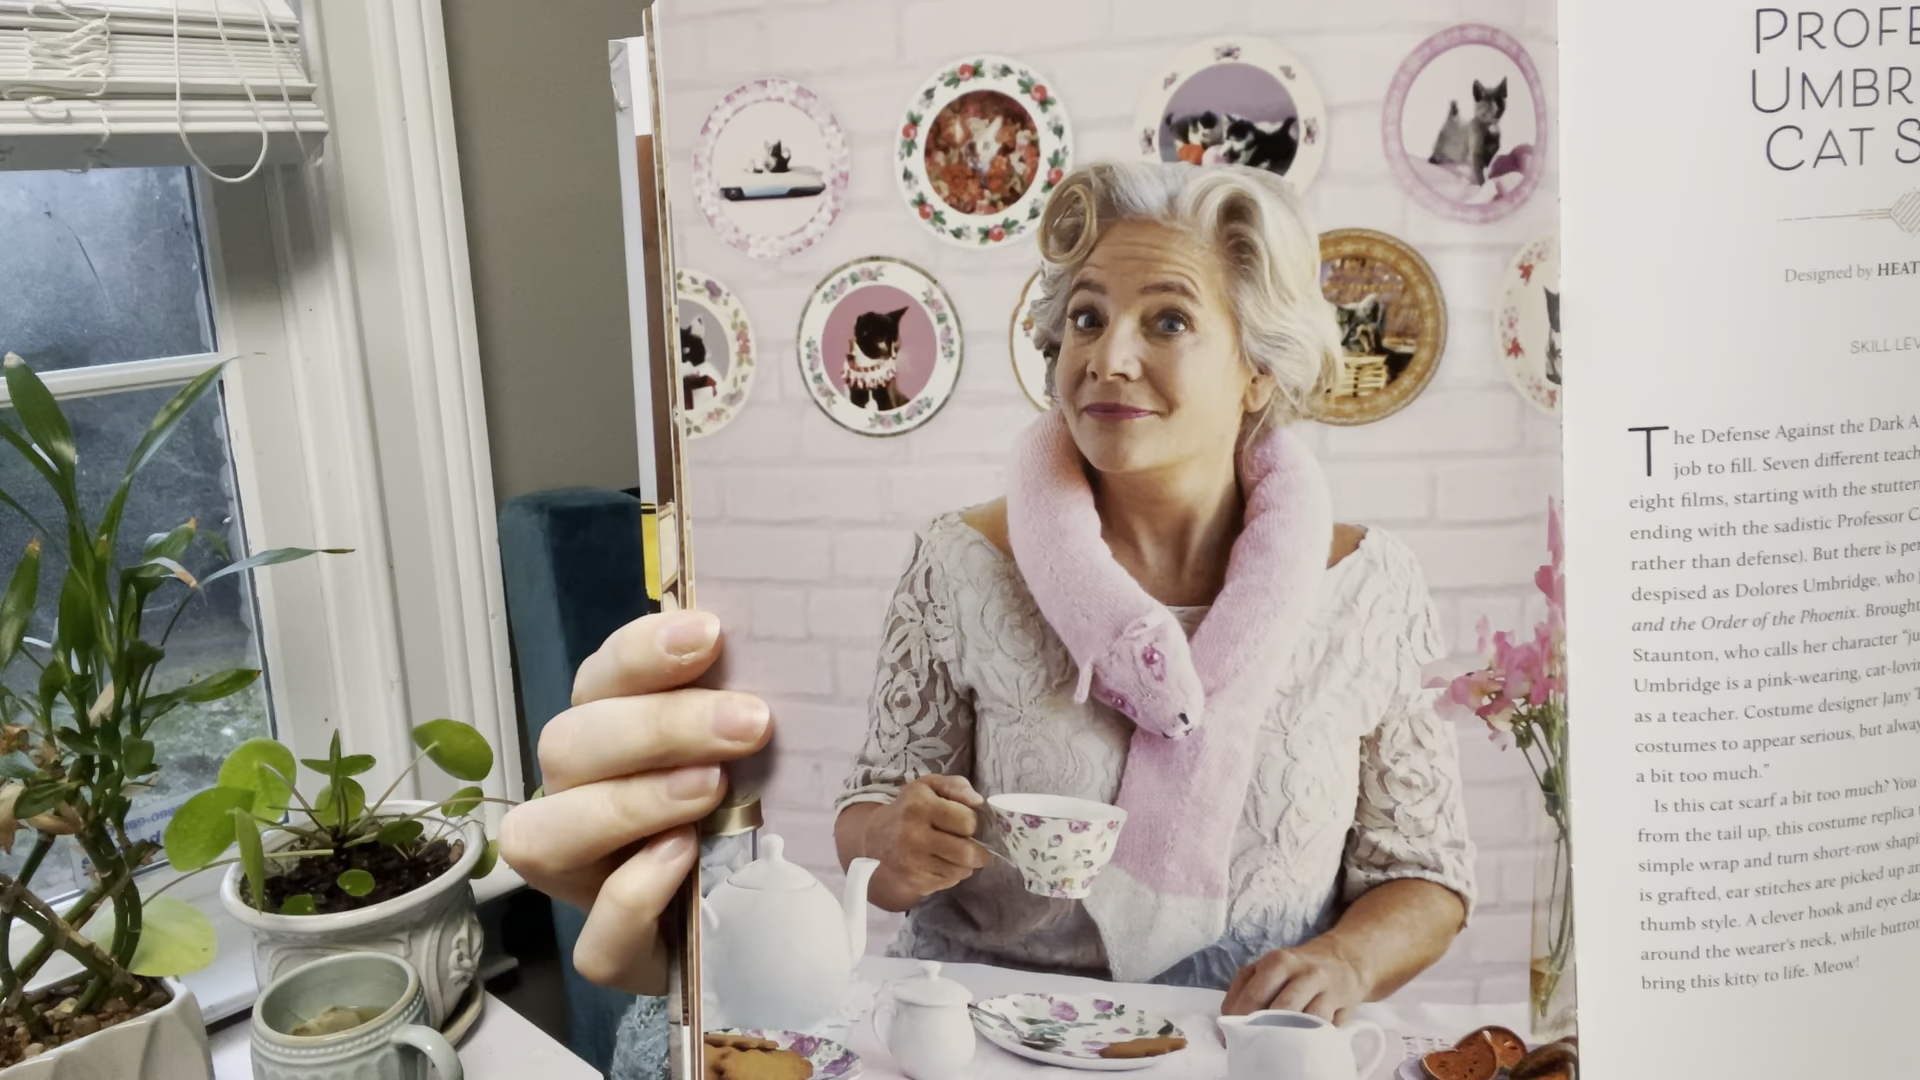 PROFE
UMBR
CAT S
Designed by HEAT
SKILL LEV
The Defense Against the Dark A
job to fill. Seven different teach
eight films, starting with the stutter
ending with the sadistic Professor C
rather than defense). But there is per
despised as Dolores Umbridge, who j
and the Order of the Phoenix. Brought
Staunton, who calls her character "ju
Umbridge is a pink-wearing, cat-lovin
as a teacher. Costume designer Jany T
costumes to appear serious, but alway
a bit too much."
Is this cat scarf a bit too much? You
from the tail up, this costume replica
simple wrap and turn short-row shapi
is grafted, ear stitches are picked up an
thumb style. A clever hook and eye cla
around the wearer's neck, while button
bring this kitty to life. Meow!